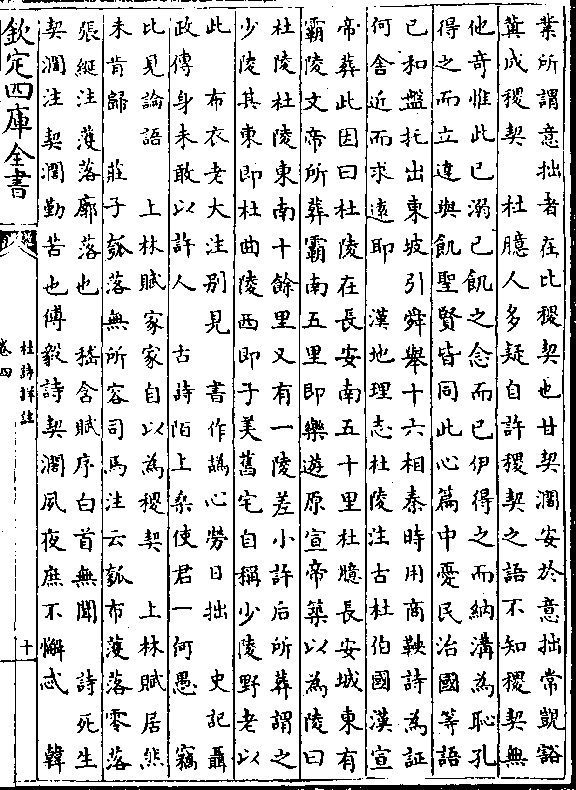 業所謂意拙者在比稷契也甘契濶安於意拙常覬豁
冀成稷契　杜臆人多疑自許稷契之語不知稷契無
他奇惟此已溺已飢之念而已伊得之而納溝為恥孔
得之而立達與飢聖賢皆同此心篇中憂民治國等語
已和盤托出東坡引舜舉十六相秦時用商鞅詩為証
何舍近而求遠耶　漢地理志杜陵注古杜伯國漢宣
帝葬此因曰杜陵在長安南五十里杜臆長安城東有
霸陵文帝所葬霸南五里即樂遊原宣帝築以為陵曰
杜陵杜陵東南十餘里又有一陵差小許后所葬謂之
少陵其東即杜曲陵西即子美舊宅自稱少陵野老以
此　布衣老大注別見　書作譌心勞日拙　史記聶
政傳身未敢以許人　古詩陌上桑使君一何愚　竊
比見論語　上林賦家家自以為稷契　上林賦居然
未肯歸　莊子瓠落無所容司馬注云瓠布濩落零落
張綖注濩落廓落也　嵇含賦序白首無聞　詩死生
契濶注契濶勤苦也傅毅詩契濶夙夜庶不懈忒　韓
欽定四庫全書
杜詩詳註
卷四
十